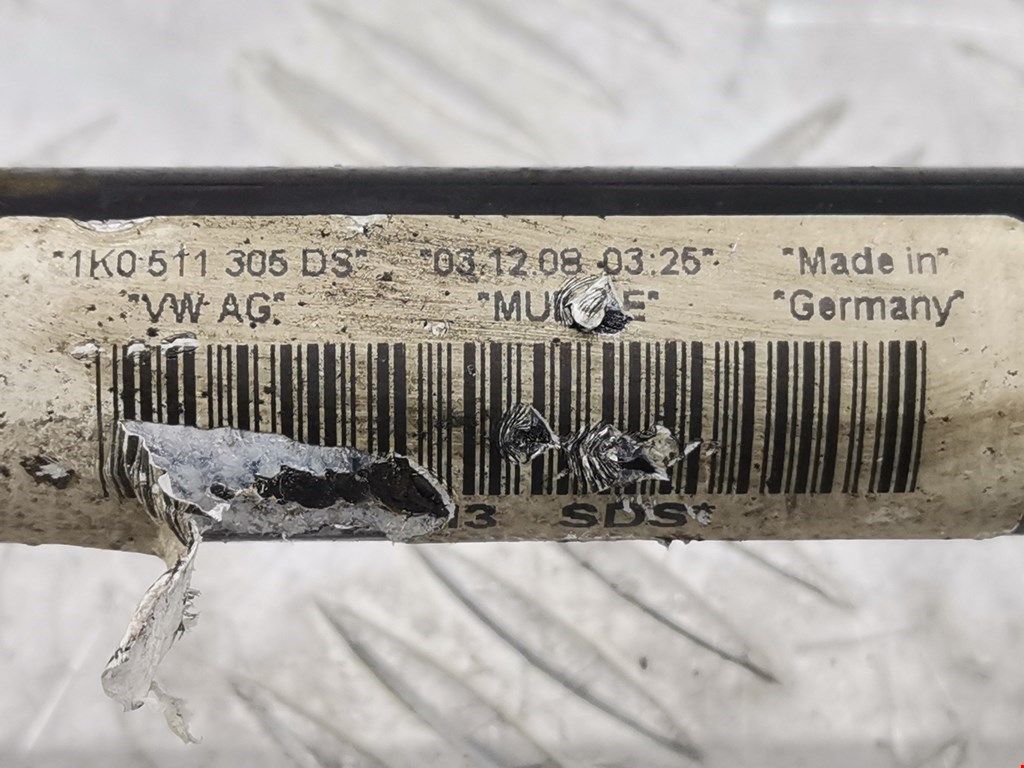 "1K0 511 305 DS" "03.12.08 03:25" "Made in"
"VW AG" "Germany"
SDS*